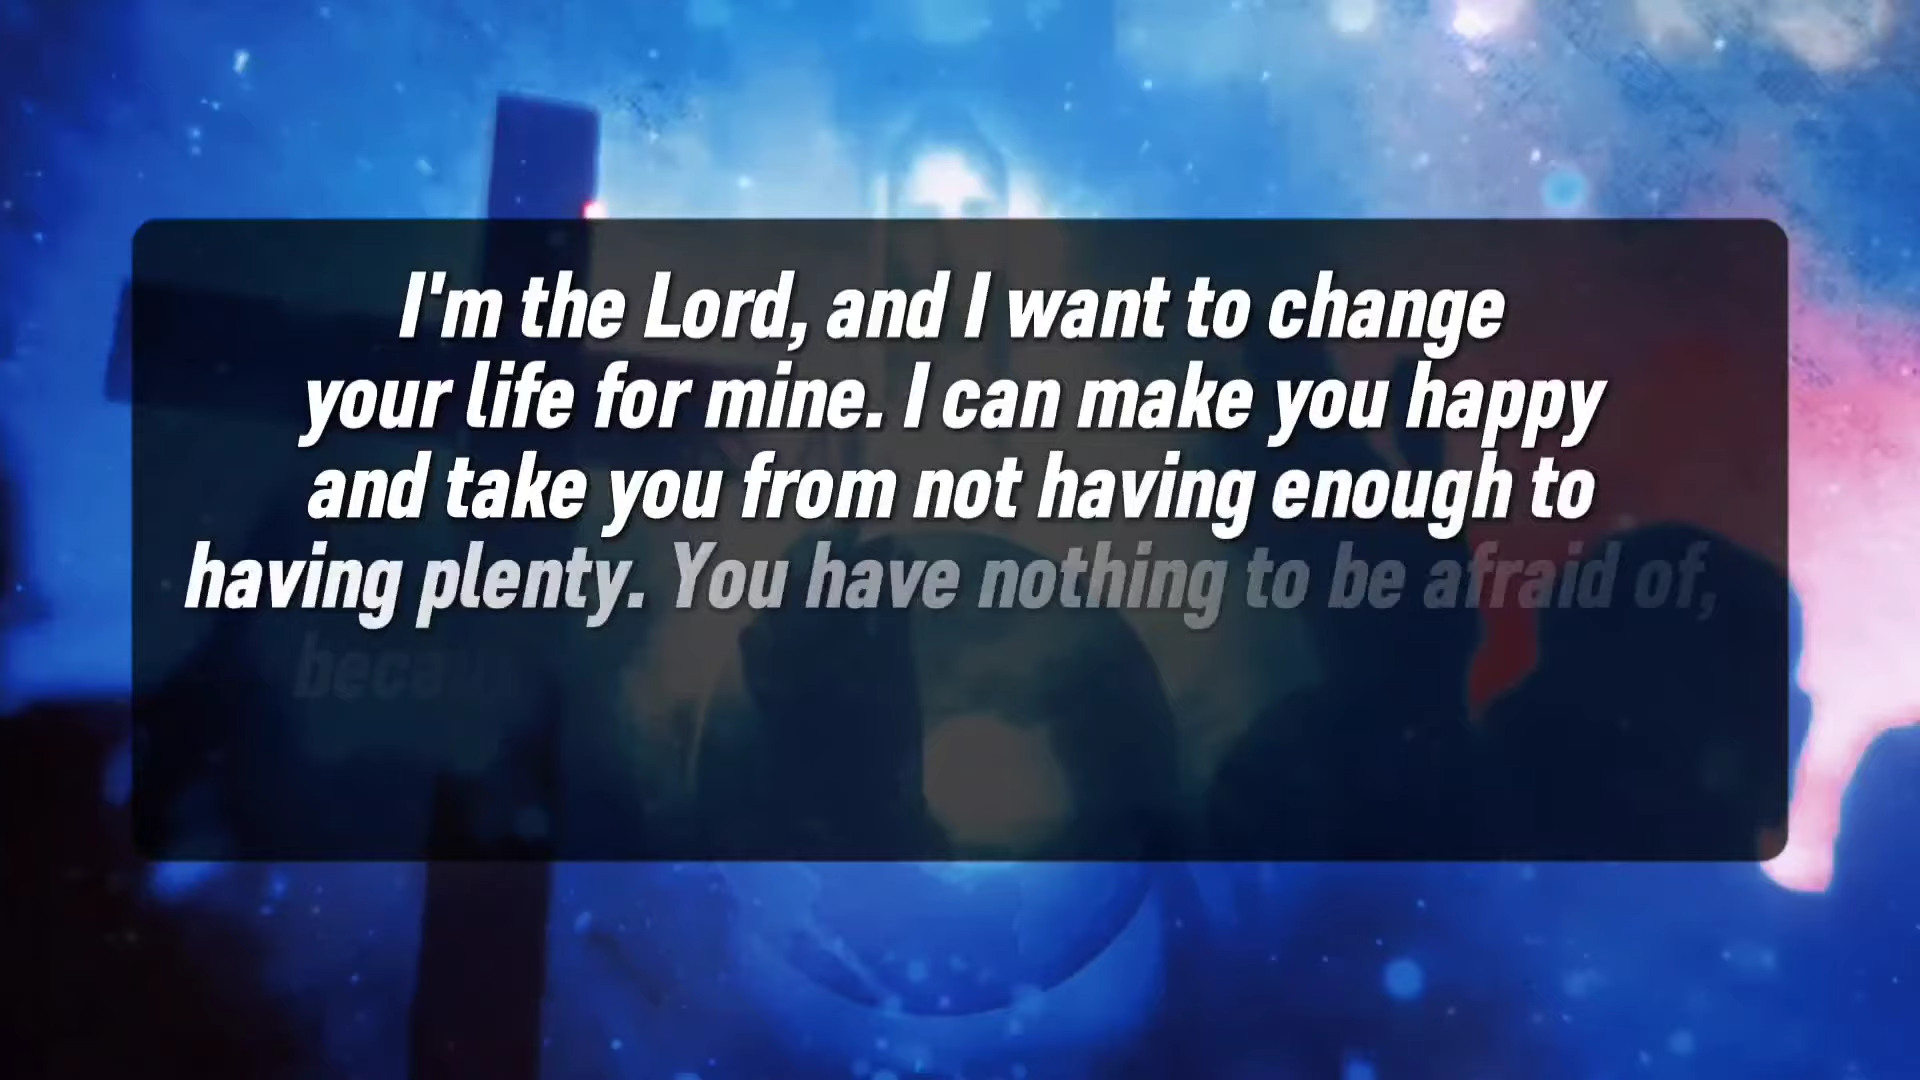 I'm the Lord, and I want to change
your life for mine. I can make you happy
and take you from not having enough to
having plenty. You have nothing to be afraid of,